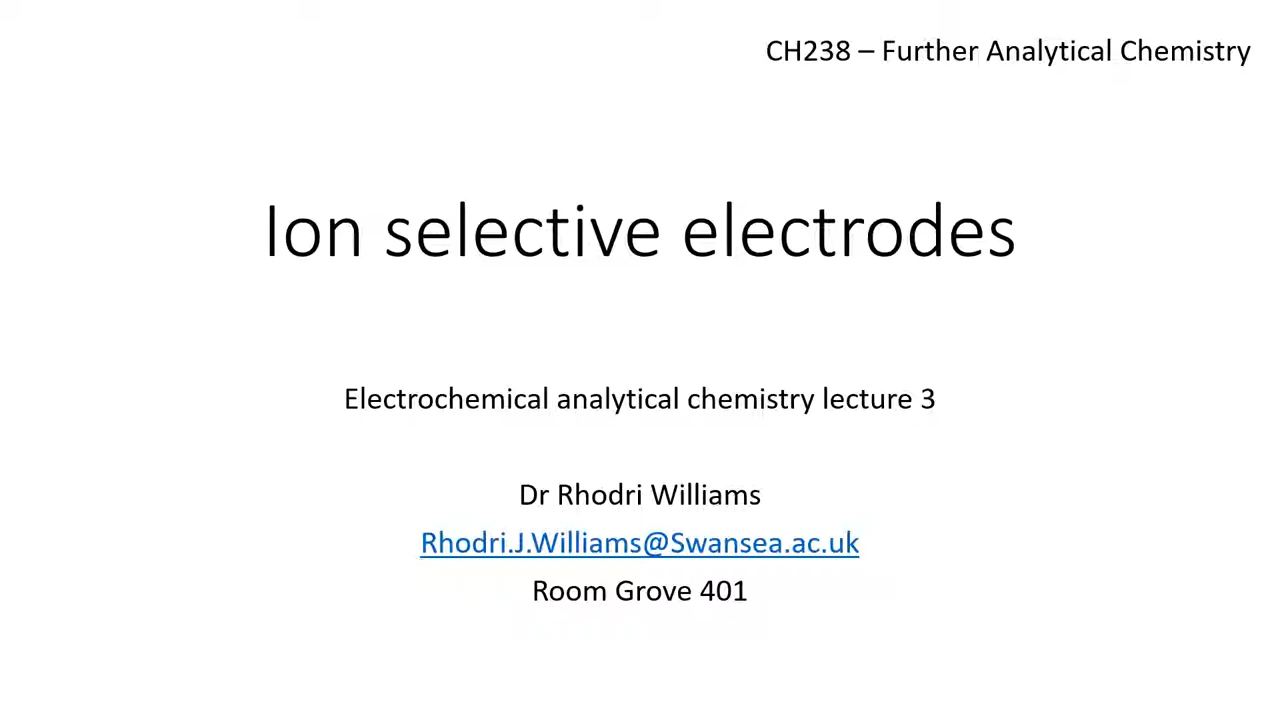 CH238 – Further Analytical Chemistry
Ion selective electrodes
Electrochemical analytical chemistry lecture 3
Dr Rhodri Williams
Rhodri.J.Williams@Swansea.ac.uk
Room Grove 401